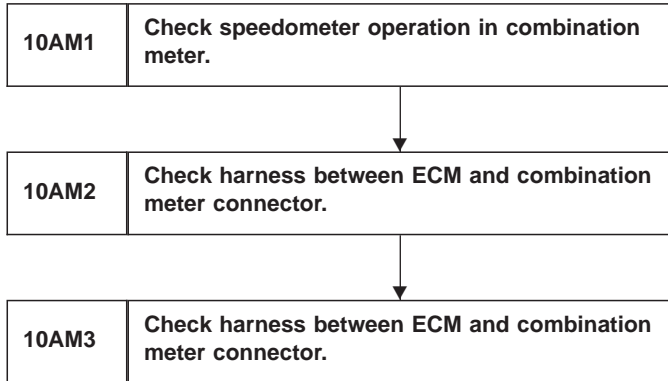 10AM1
Check speedometer operation in combination
meter.
10AM2
Check harness between ECM and combination
meter connector.
10AM3
Check harness between ECM and combination
meter connector.